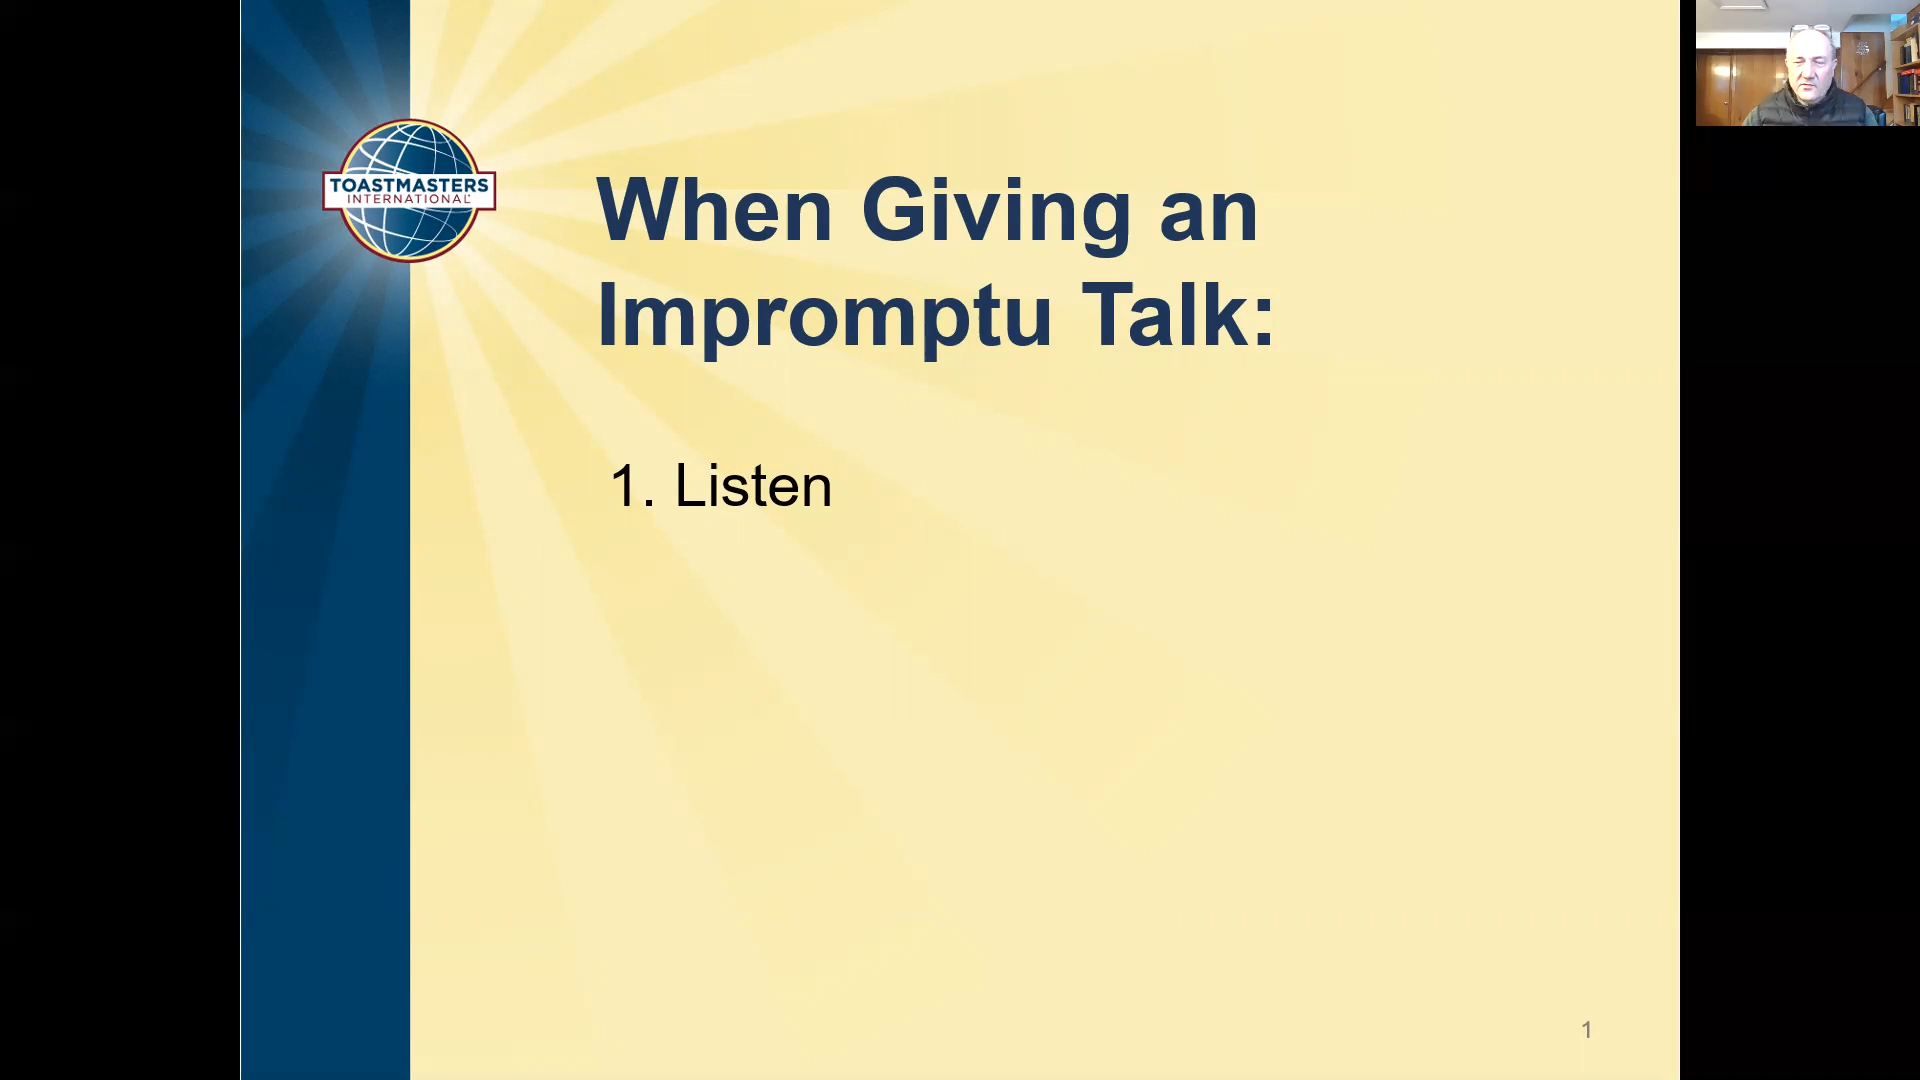 TOASTMASTERS
INTERNATIONAL
When Giving an
Impromptu Talk:
1. Listen
1